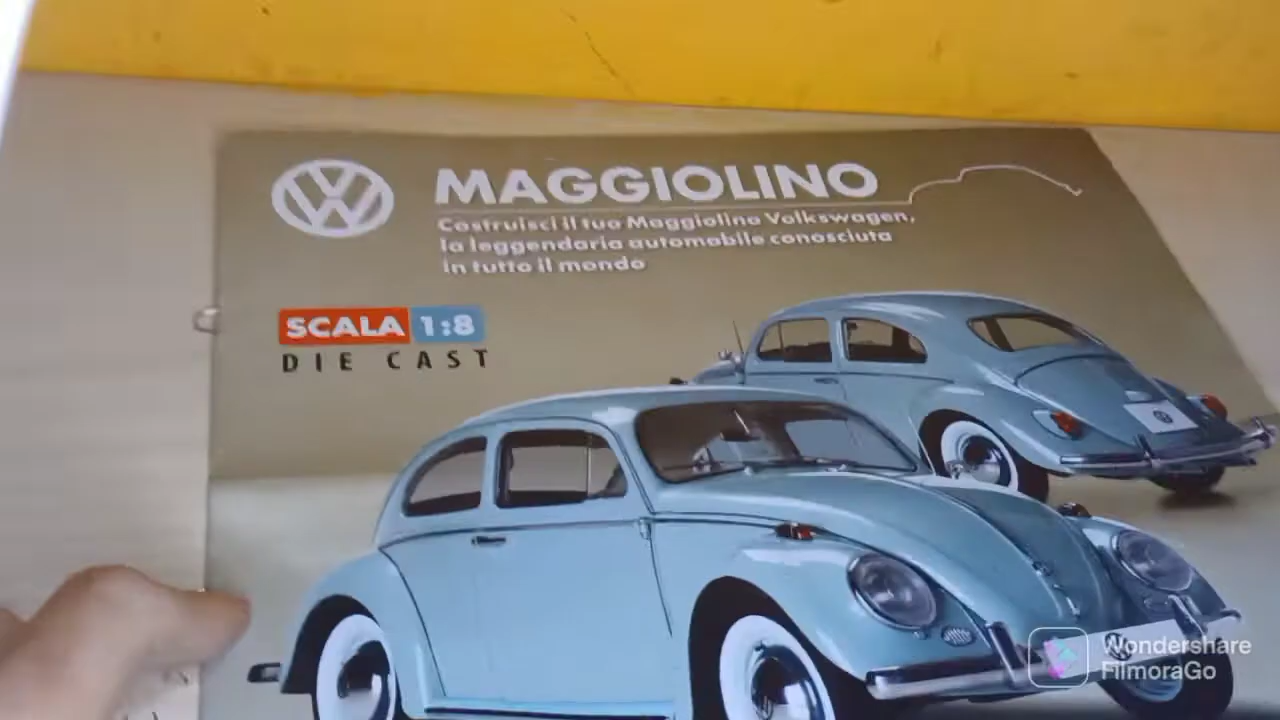 MAGGIOLINO
Costruisci il tuo Maggiolino Volkswagen,
la leggendaria automobile conosciuta
in tutto il mondo
SCALA 1:8
DIE CAST
Wondershare
FilmoraGo